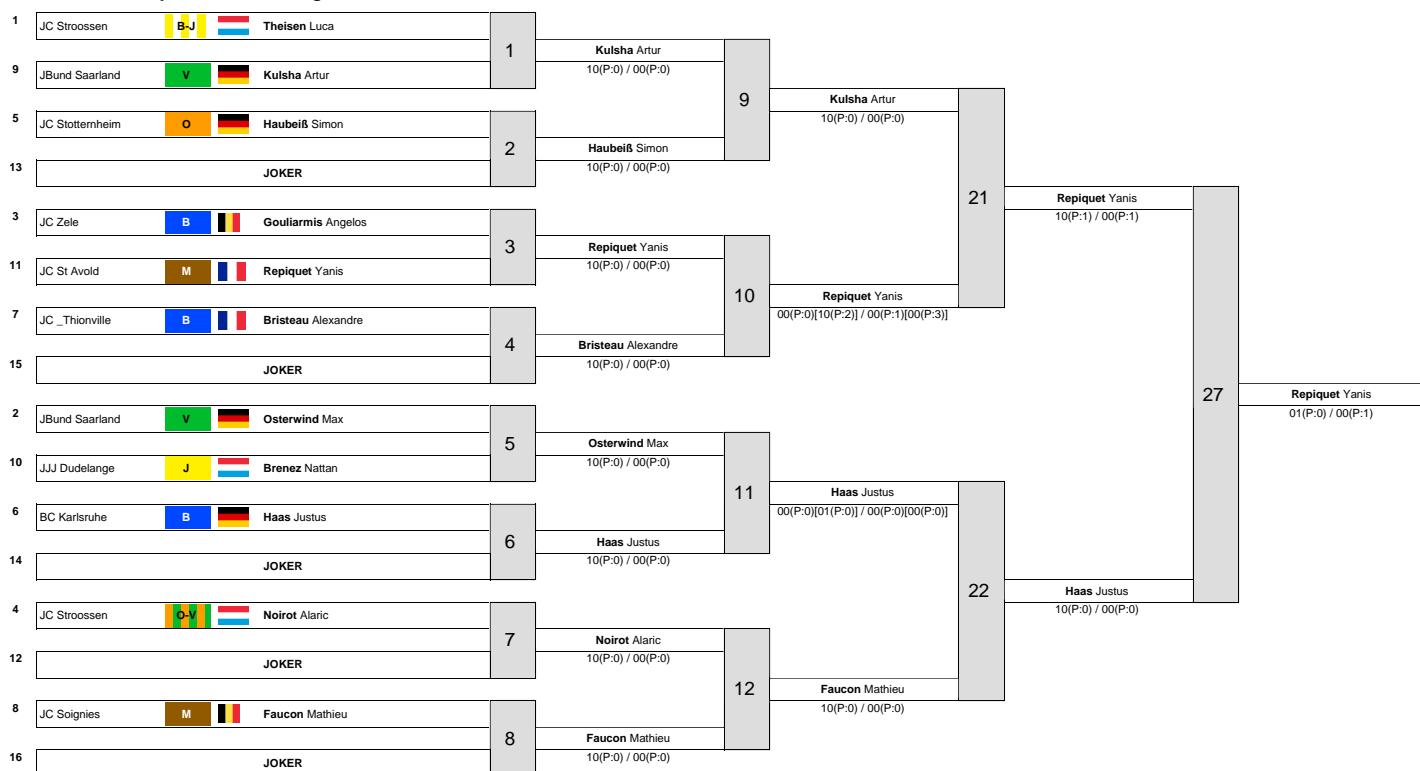 1 JC Stroossen B-J Theisen Luca
1
Kulsha Artur
10(P:0) / 00(P:0)
9 JBund Saarland V Kulsha Artur
9
Kulsha Artur
10(P:0) / 00(P:0)
5 JC Stotternheim O Haubeiß Simon
2
Haubeiß Simon
10(P:0) / 00(P:0)
13 JOKER
21
Repiquet Yanis
10(P:1) / 00(P:1)
3 JC Zele B Gouliarmis Angelos
3
Repiquet Yanis
10(P:0) / 00(P:0)
11 JC St Avold M Repiquet Yanis
10
Repiquet Yanis
00(P:0)[10(P:2)] / 00(P:1)[00(P:3)]
7 JC _Thionville B Bristeau Alexandre
4
Bristeau Alexandre
10(P:0) / 00(P:0)
15 JOKER
27
Repiquet Yanis
01(P:0) / 00(P:1)
2 JBund Saarland V Osterwind Max
5
Osterwind Max
10(P:0) / 00(P:0)
10 JJJ Dudelange J Brenez Nattan
11
Haas Justus
00(P:0)[01(P:0)] / 00(P:0)[00(P:0)]
6 BC Karlsruhe B Haas Justus
6
Haas Justus
10(P:0) / 00(P:0)
14 JOKER
22
Haas Justus
10(P:0) / 00(P:0)
4 JC Stroossen O-V Noirot Alaric
7
Noirot Alaric
10(P:0) / 00(P:0)
12 JOKER
12
Faucon Mathieu
10(P:0) / 00(P:0)
8 JC Soignies M Faucon Mathieu
8
Faucon Mathieu
10(P:0) / 00(P:0)
16 JOKER